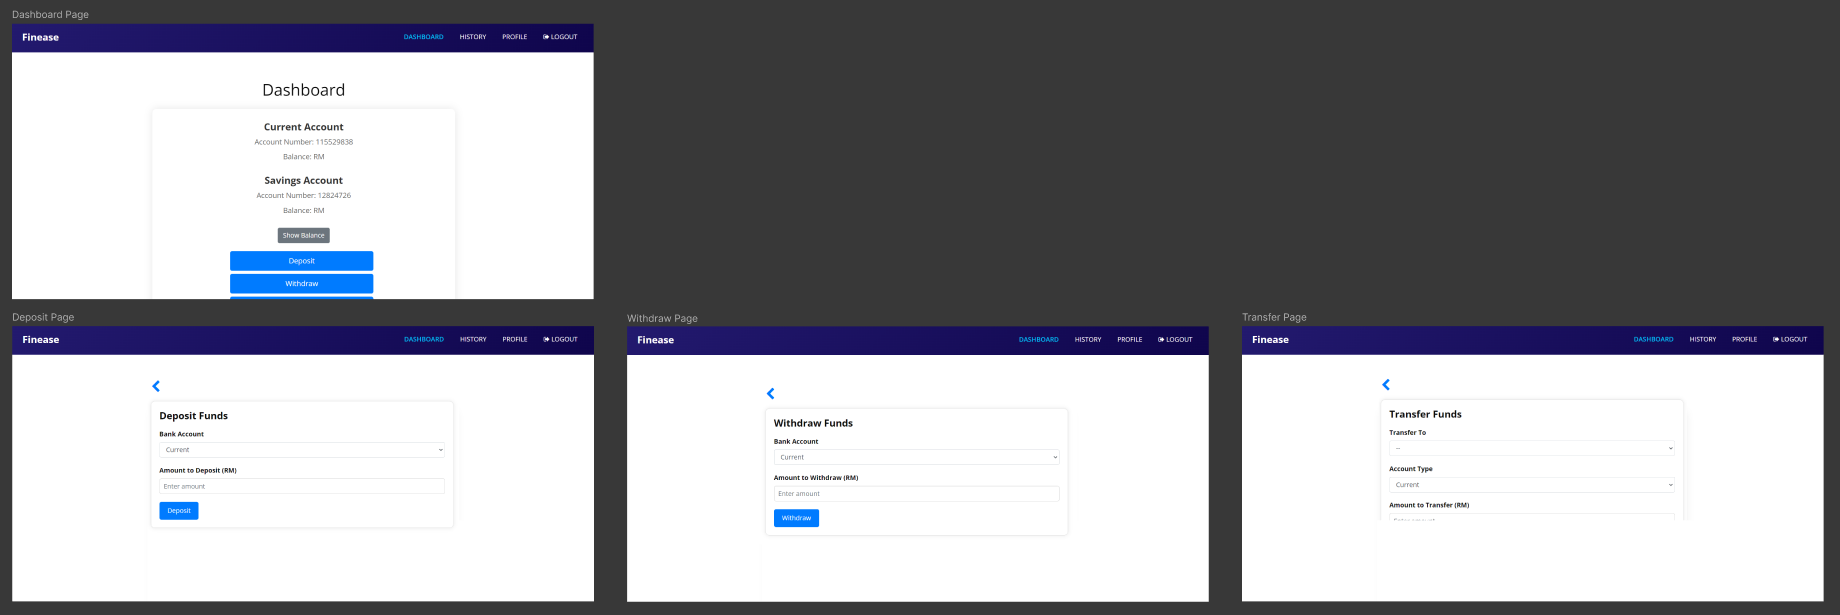 Dashboard Page
Finease
DASHBOARD HISTORY PROFILE LOGOUT
Dashboard
Current Account
Account Number: 115529838
Balance: RM
Savings Account
Account Number: 12824726
Balance: RM
Show Balance
Deposit
Withdraw
Deposit Page
Finease
DASHBOARD HISTORY PROFILE LOGOUT
Deposit Funds
Bank Account
Current
Amount to Deposit (RM)
Enter amount
Deposit
Withdraw Page
Finease
DASHBOARD HISTORY PROFILE LOGOUT
Withdraw Funds
Bank Account
Current
Amount to Withdraw (RM)
Enter amount
Withdraw
Transfer Page
Finease
DASHBOARD HISTORY PROFILE LOGOUT
Transfer Funds
Transfer To
--
Account Type
Current
Amount to Transfer (RM)